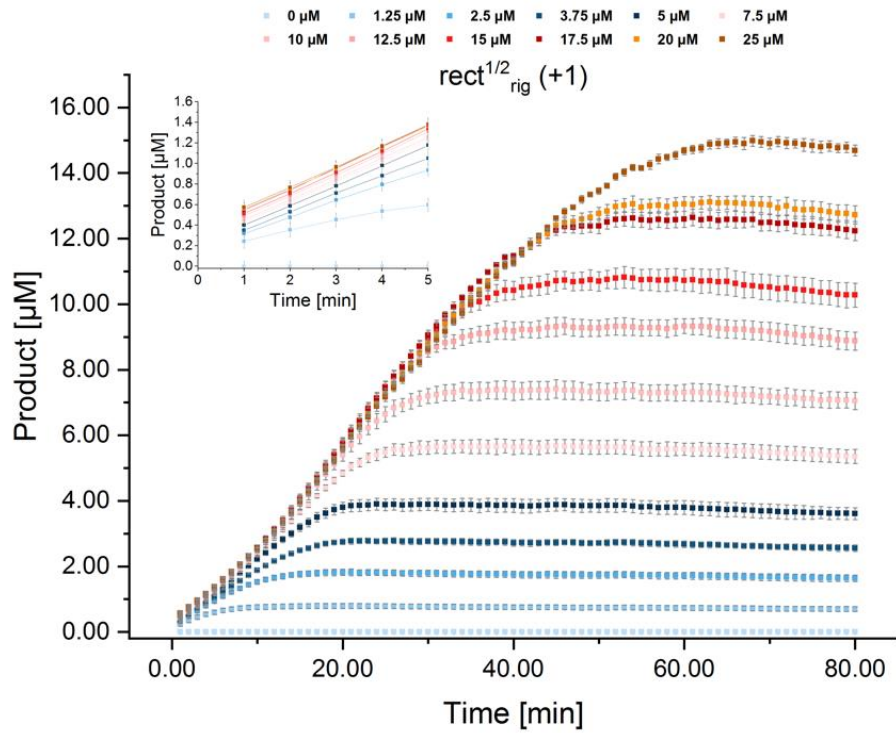 0 µM 1.25 µM 2.5 µM 3.75 µM 5 µM 7.5 µM
10 µM 12.5 µM 15 µM 17.5 µM 20 µM 25 µM
rect^1/2_rig (+1)
16.00
14.00
12.00
10.00
8.00
6.00
4.00
2.00
0.00
Product [µM]
1.6
1.4
1.2
1.0
0.8
0.6
0.4
0.2
0.0
Product [µM]
1 2 3 4 5
Time [min]
0.00 20.00 40.00 60.00 80.00
Time [min]